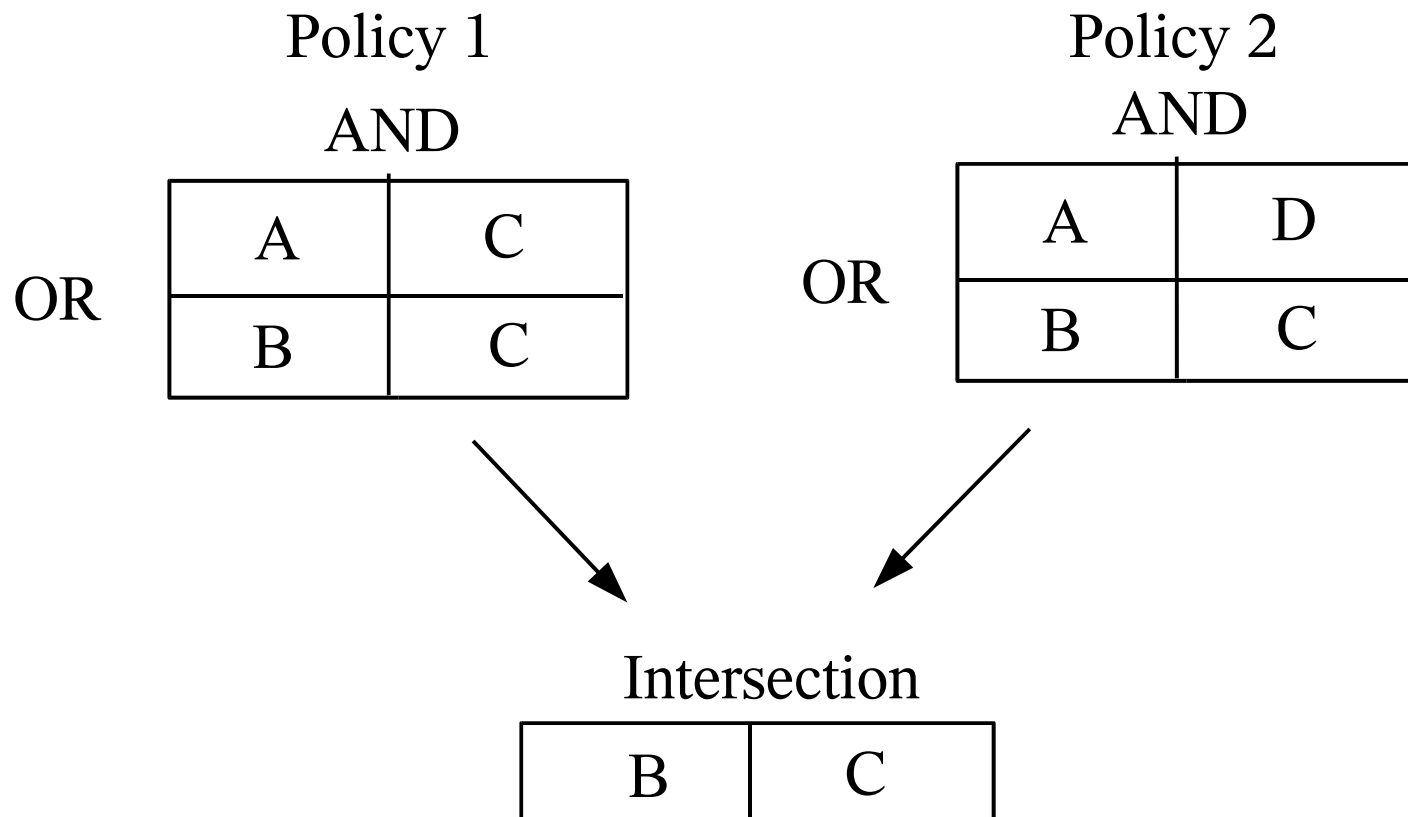 Policy 1
AND
OR
A C
B C
Policy 2
AND
OR
A D
B C
Intersection
B C